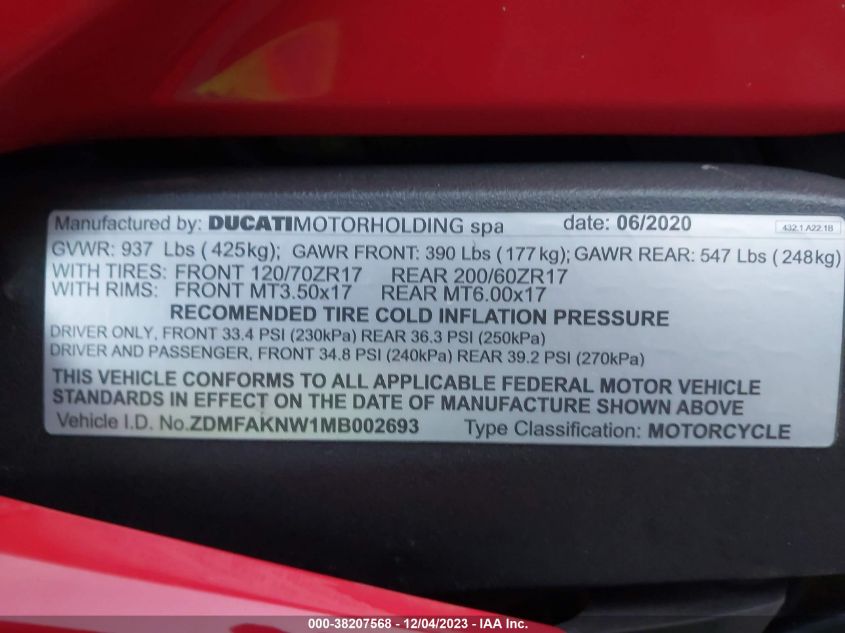 Manufactured by: DUCATIMOTORHOLDING spa date: 06/2020 432.1 A22.1B
GVWR: 937 Lbs (425kg); GAWR FRONT: 390 Lbs (177kg); GAWR REAR: 547 Lbs (248kg)
WITH TIRES: FRONT 120/70ZR17 REAR 200/60ZR17
WITH RIMS: FRONT MT3.50x17 REAR MT6.00x17
RECOMENDED TIRE COLD INFLATION PRESSURE
DRIVER ONLY, FRONT 33.4 PSI (230kPa) REAR 36.3 PSI (250kPa)
DRIVER AND PASSENGER, FRONT 34.8 PSI (240kPa) REAR 39.2 PSI (270kPa)
THIS VEHICLE CONFORMS TO ALL APPLICABLE FEDERAL MOTOR VEHICLE
STANDARDS IN EFFECT ON THE DATE OF MANUFACTURE SHOWN ABOVE
Vehicle I.D. No.ZDMFAKNW1MB002693 Type Classification: MOTORCYCLE
000-38207568 - 12/04/2023 - IAA Inc.